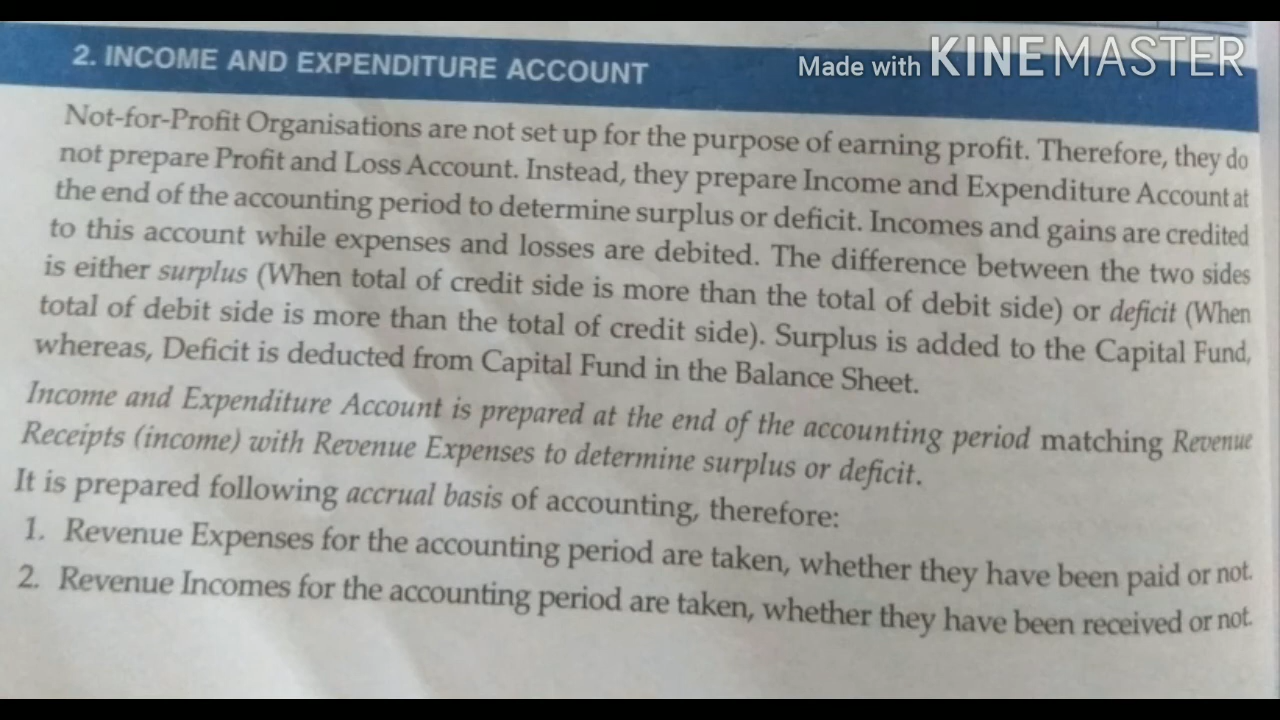 2. INCOME AND EXPENDITURE ACCOUNT
Made with KINEMASTER
Not-for-Profit Organisations are not set up for the purpose of earning profit. Therefore, they do
not prepare Profit and Loss Account. Instead, they prepare Income and Expenditure Account at
the end of the accounting period to determine surplus or deficit. Incomes and gains are credited
to this account while expenses and losses are debited. The difference between the two sides
is either surplus (When total of credit side is more than the total of debit side) or deficit (When
total of debit side is more than the total of credit side). Surplus is added to the Capital Fund,
whereas, Deficit is deducted from Capital Fund in the Balance Sheet.
Income and Expenditure Account is prepared at the end of the accounting period matching Revenue
Receipts (income) with Revenue Expenses to determine surplus or deficit.
It is prepared following accrual basis of accounting, therefore:
1. Revenue Expenses for the accounting period are taken, whether they have been paid or not.
2. Revenue Incomes for the accounting period are taken, whether they have been received or not.